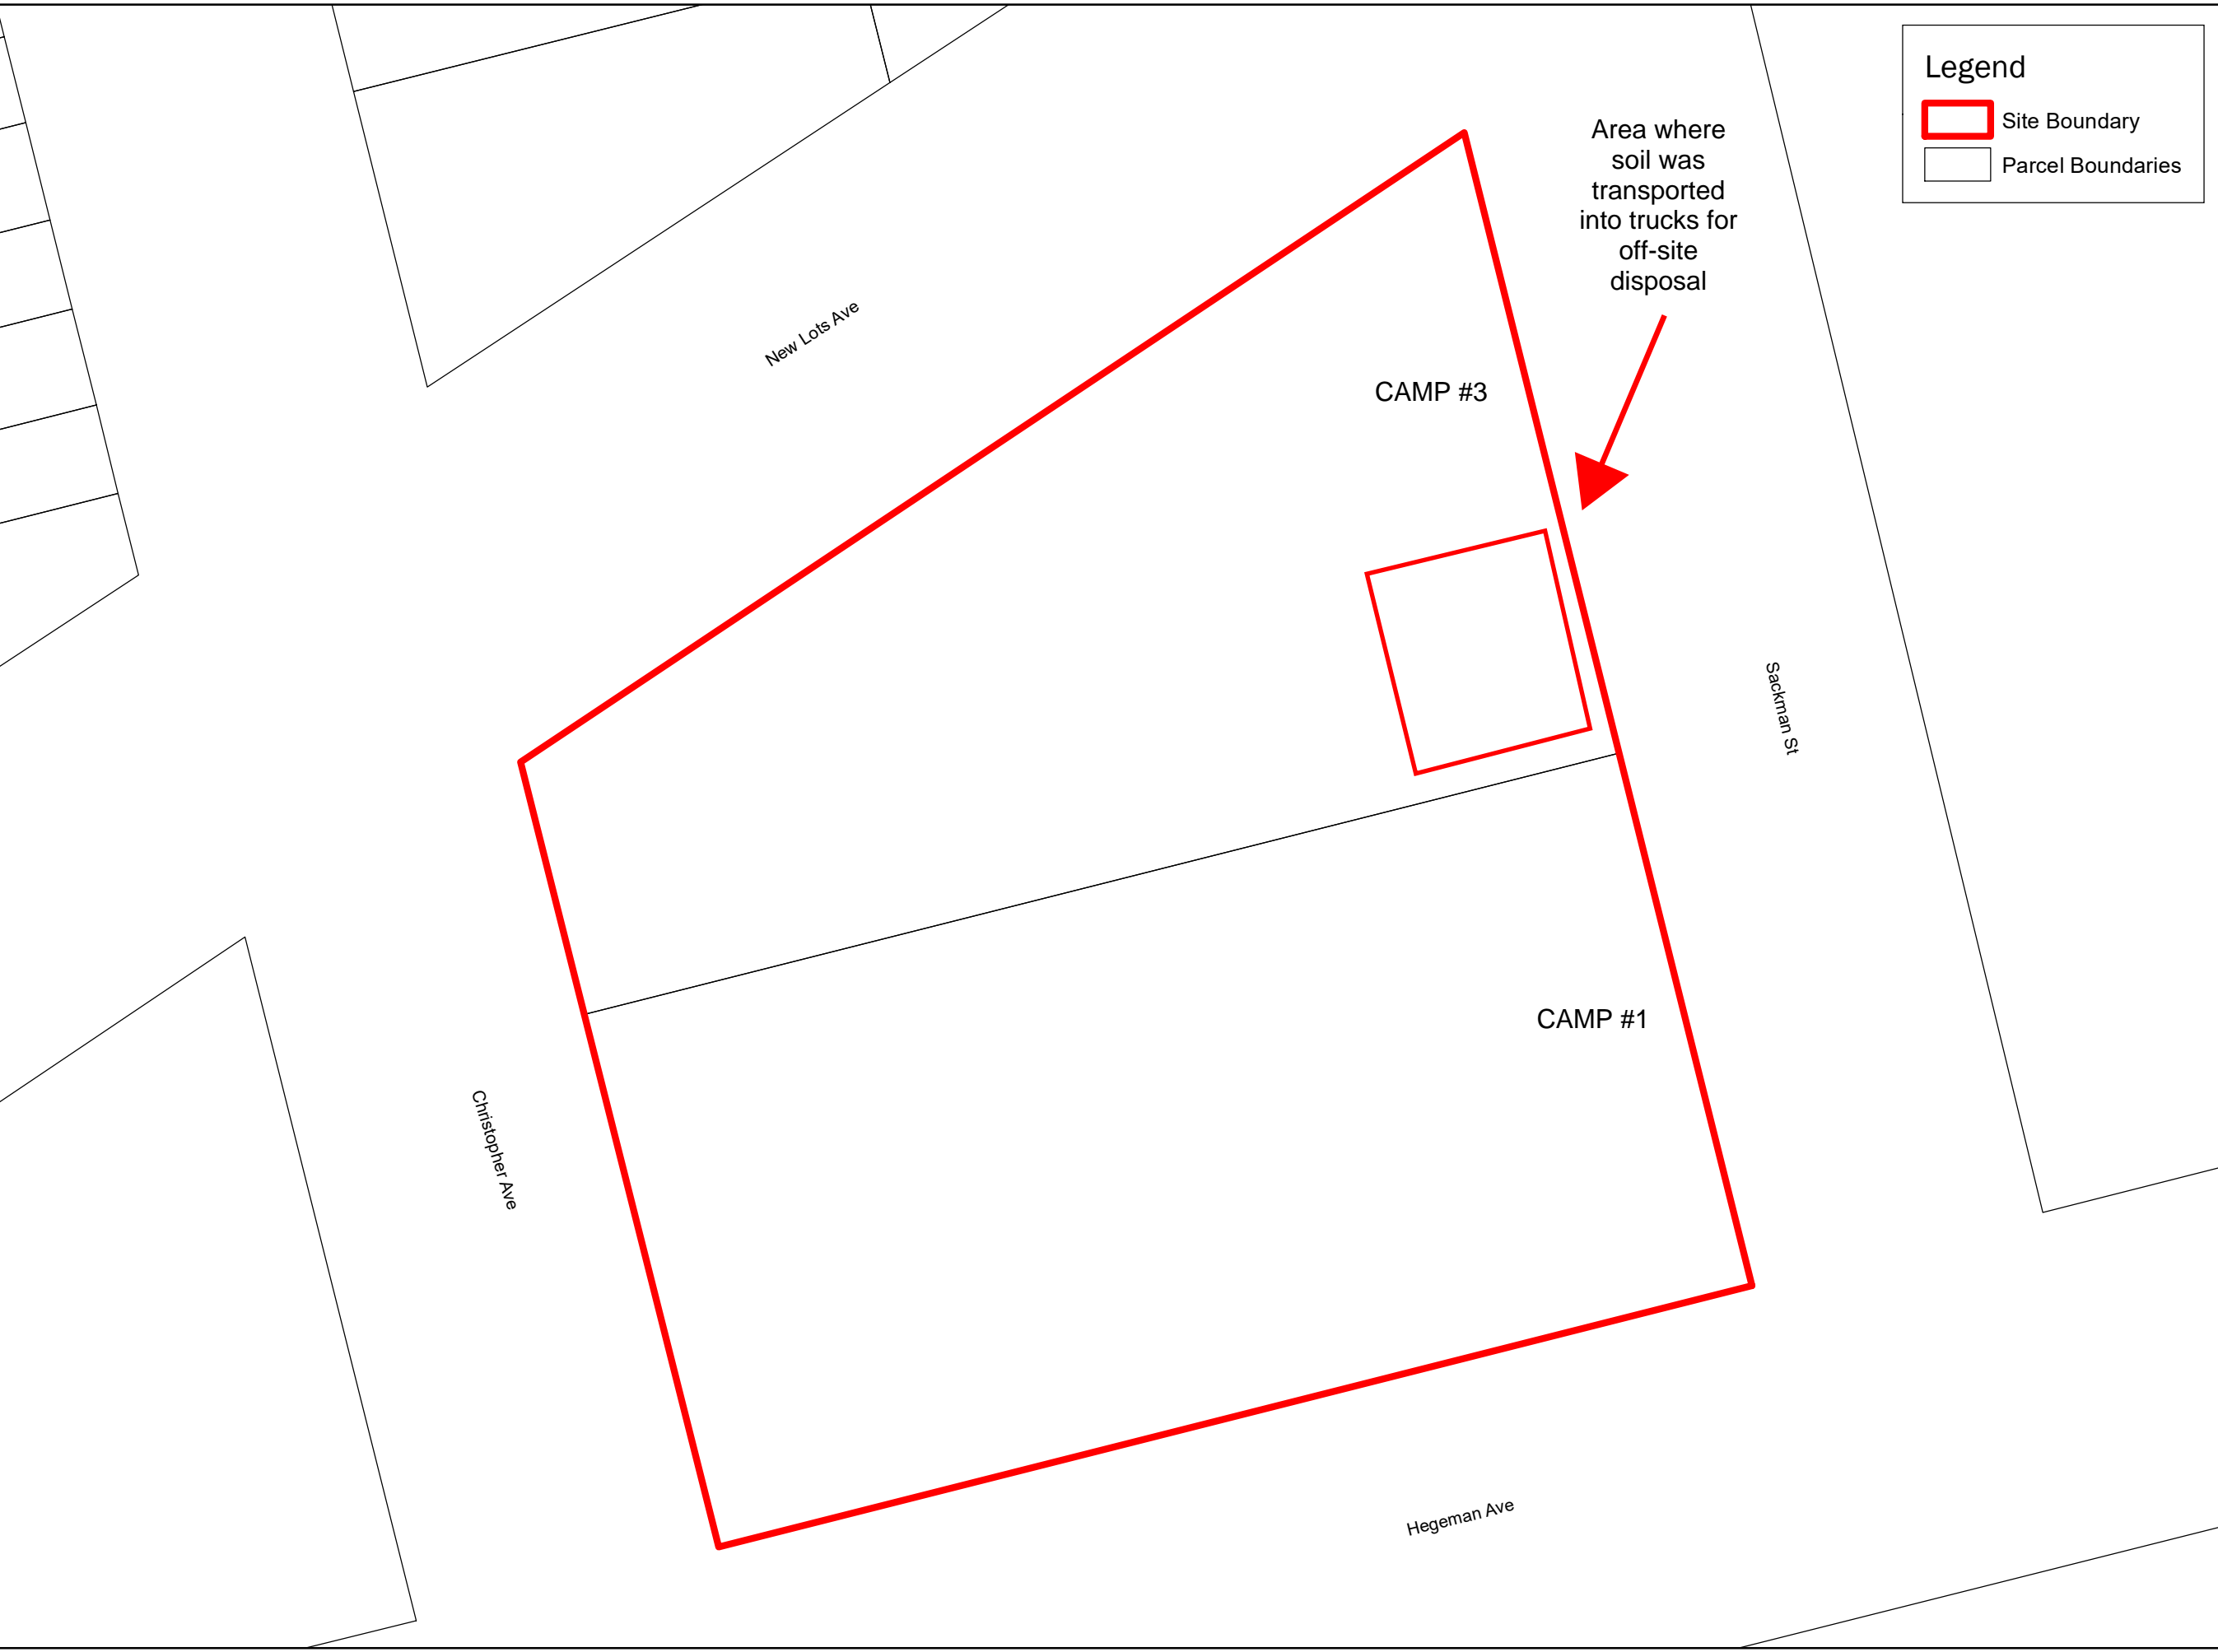 Legend
Site Boundary
Parcel Boundaries
Area where
soil was
transported
into trucks for
off-site
disposal
New Lots Ave
CAMP #3
Sackman St
CAMP #1
Christopher Ave
Hegeman Ave